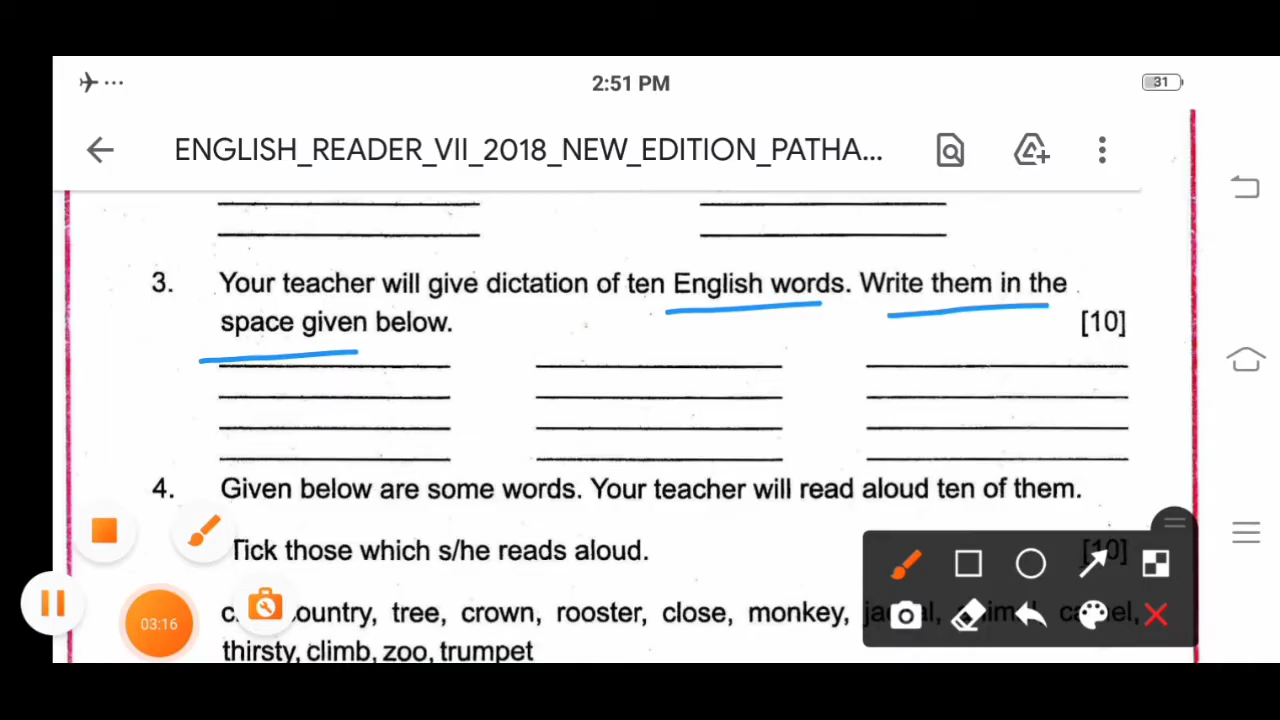 2:51 PM
31
ENGLISH_READER_VII_2018_NEW_EDITION_PATHA...
3. Your teacher will give dictation of ten English words. Write them in the
space given below. [10]
4. Given below are some words. Your teacher will read aloud ten of them.
Tick those which s/he reads aloud. [10]
tree, crown, rooster, close, monkey,
thirsty, climb, zoo, trumpet
03:16